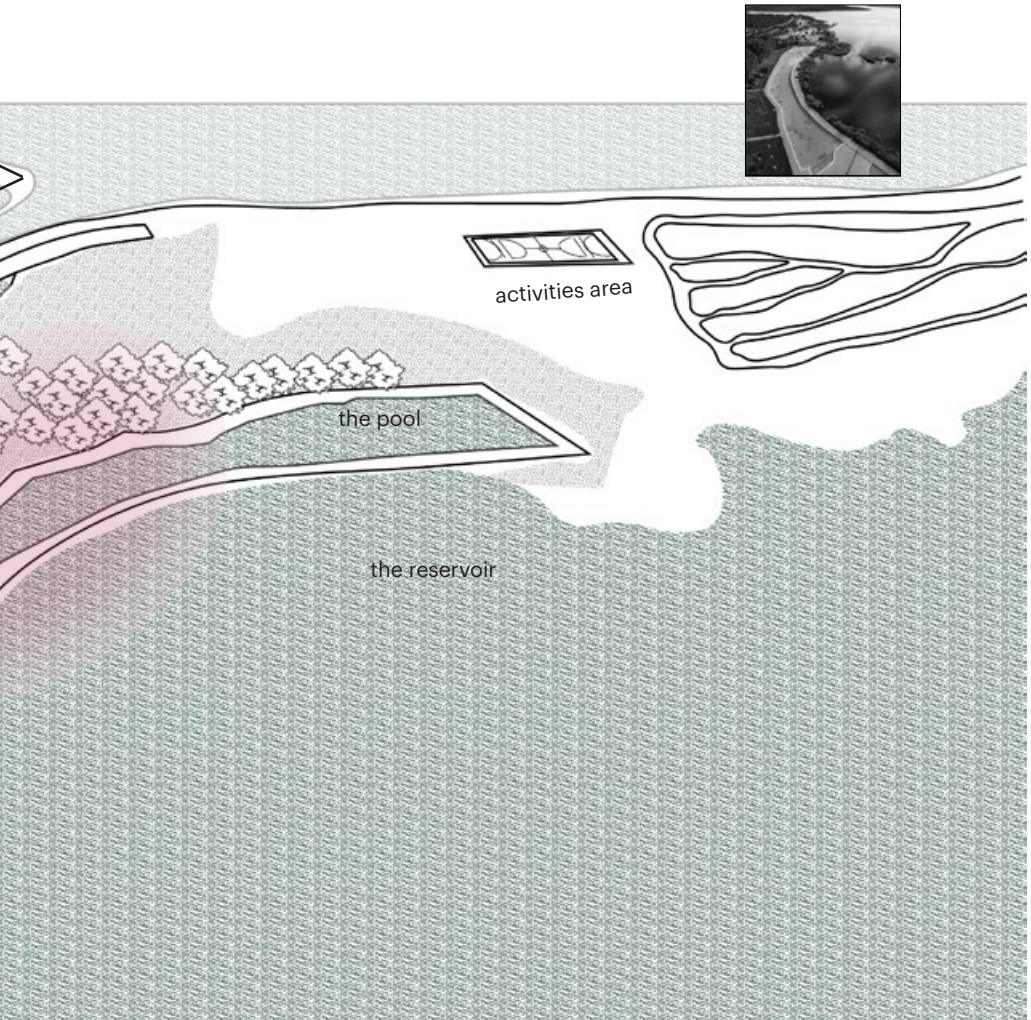 activities area
the pool
the reservoir